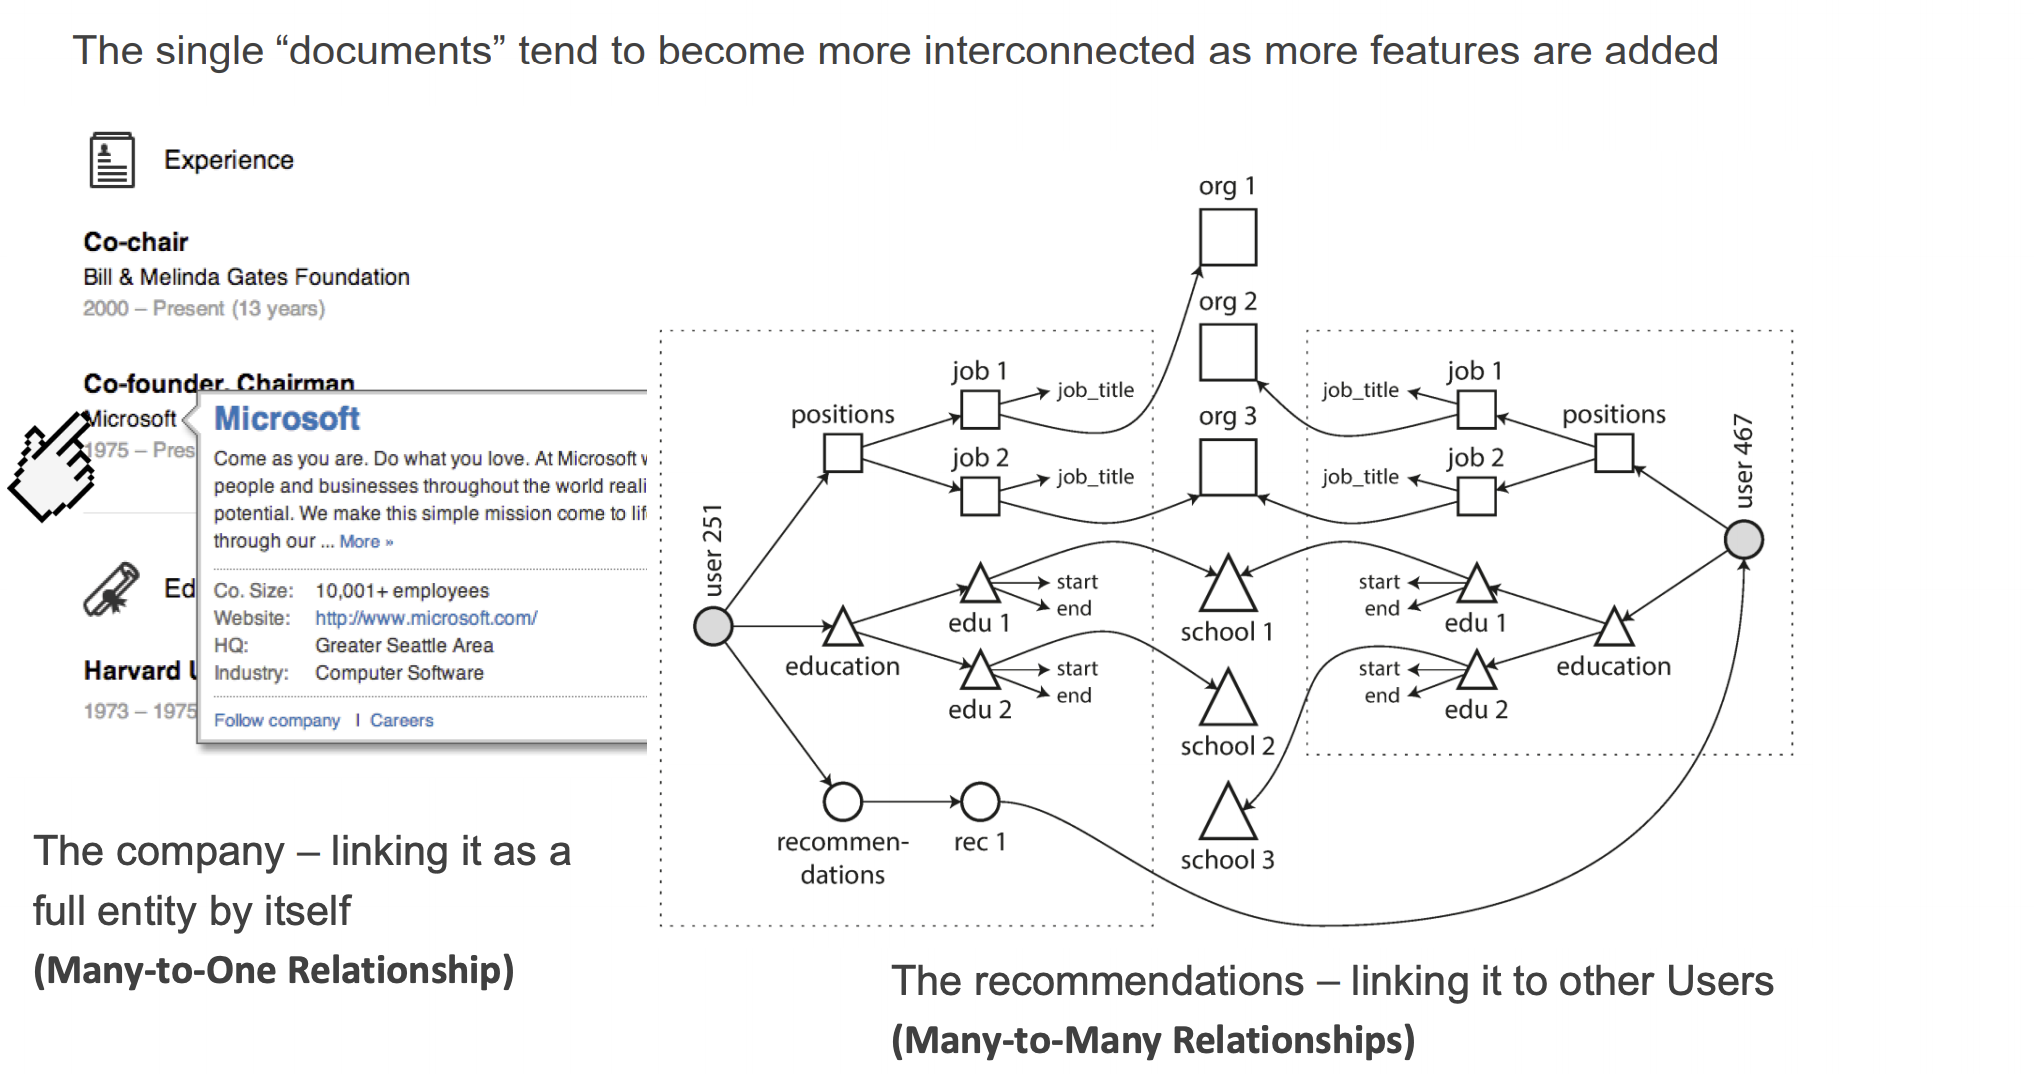 The single “documents” tend to become more interconnected as more features are added
Experience
Co-chair
Bill & Melinda Gates Foundation
2000 – Present (13 years)
Co-founder, Chairman
Microsoft
1975 – Pres
Microsoft
Come as you are. Do what you love. At Microsoft
people and businesses throughout the world reali
potential. We make this simple mission come to lif
through our ... More »
Co. Size: 10,001+ employees
Website: http://www.microsoft.com/
HQ: Greater Seattle Area
Industry: Computer Software
Follow company | Careers
Ed
Harvard
1973 – 1975
The company – linking it as a
full entity by itself
(Many-to-One Relationship)
user 251
positions
job 1
job_title
job 2
job_title
education
edu 1
start
end
edu 2
start
end
recommen-
dations
rec 1
org 1
org 2
org 3
school 1
school 2
school 3
job 1
job_title
job 2
job_title
positions
user 467
start
end
edu 1
start
end
edu 2
education
The recommendations – linking it to other Users
(Many-to-Many Relationships)